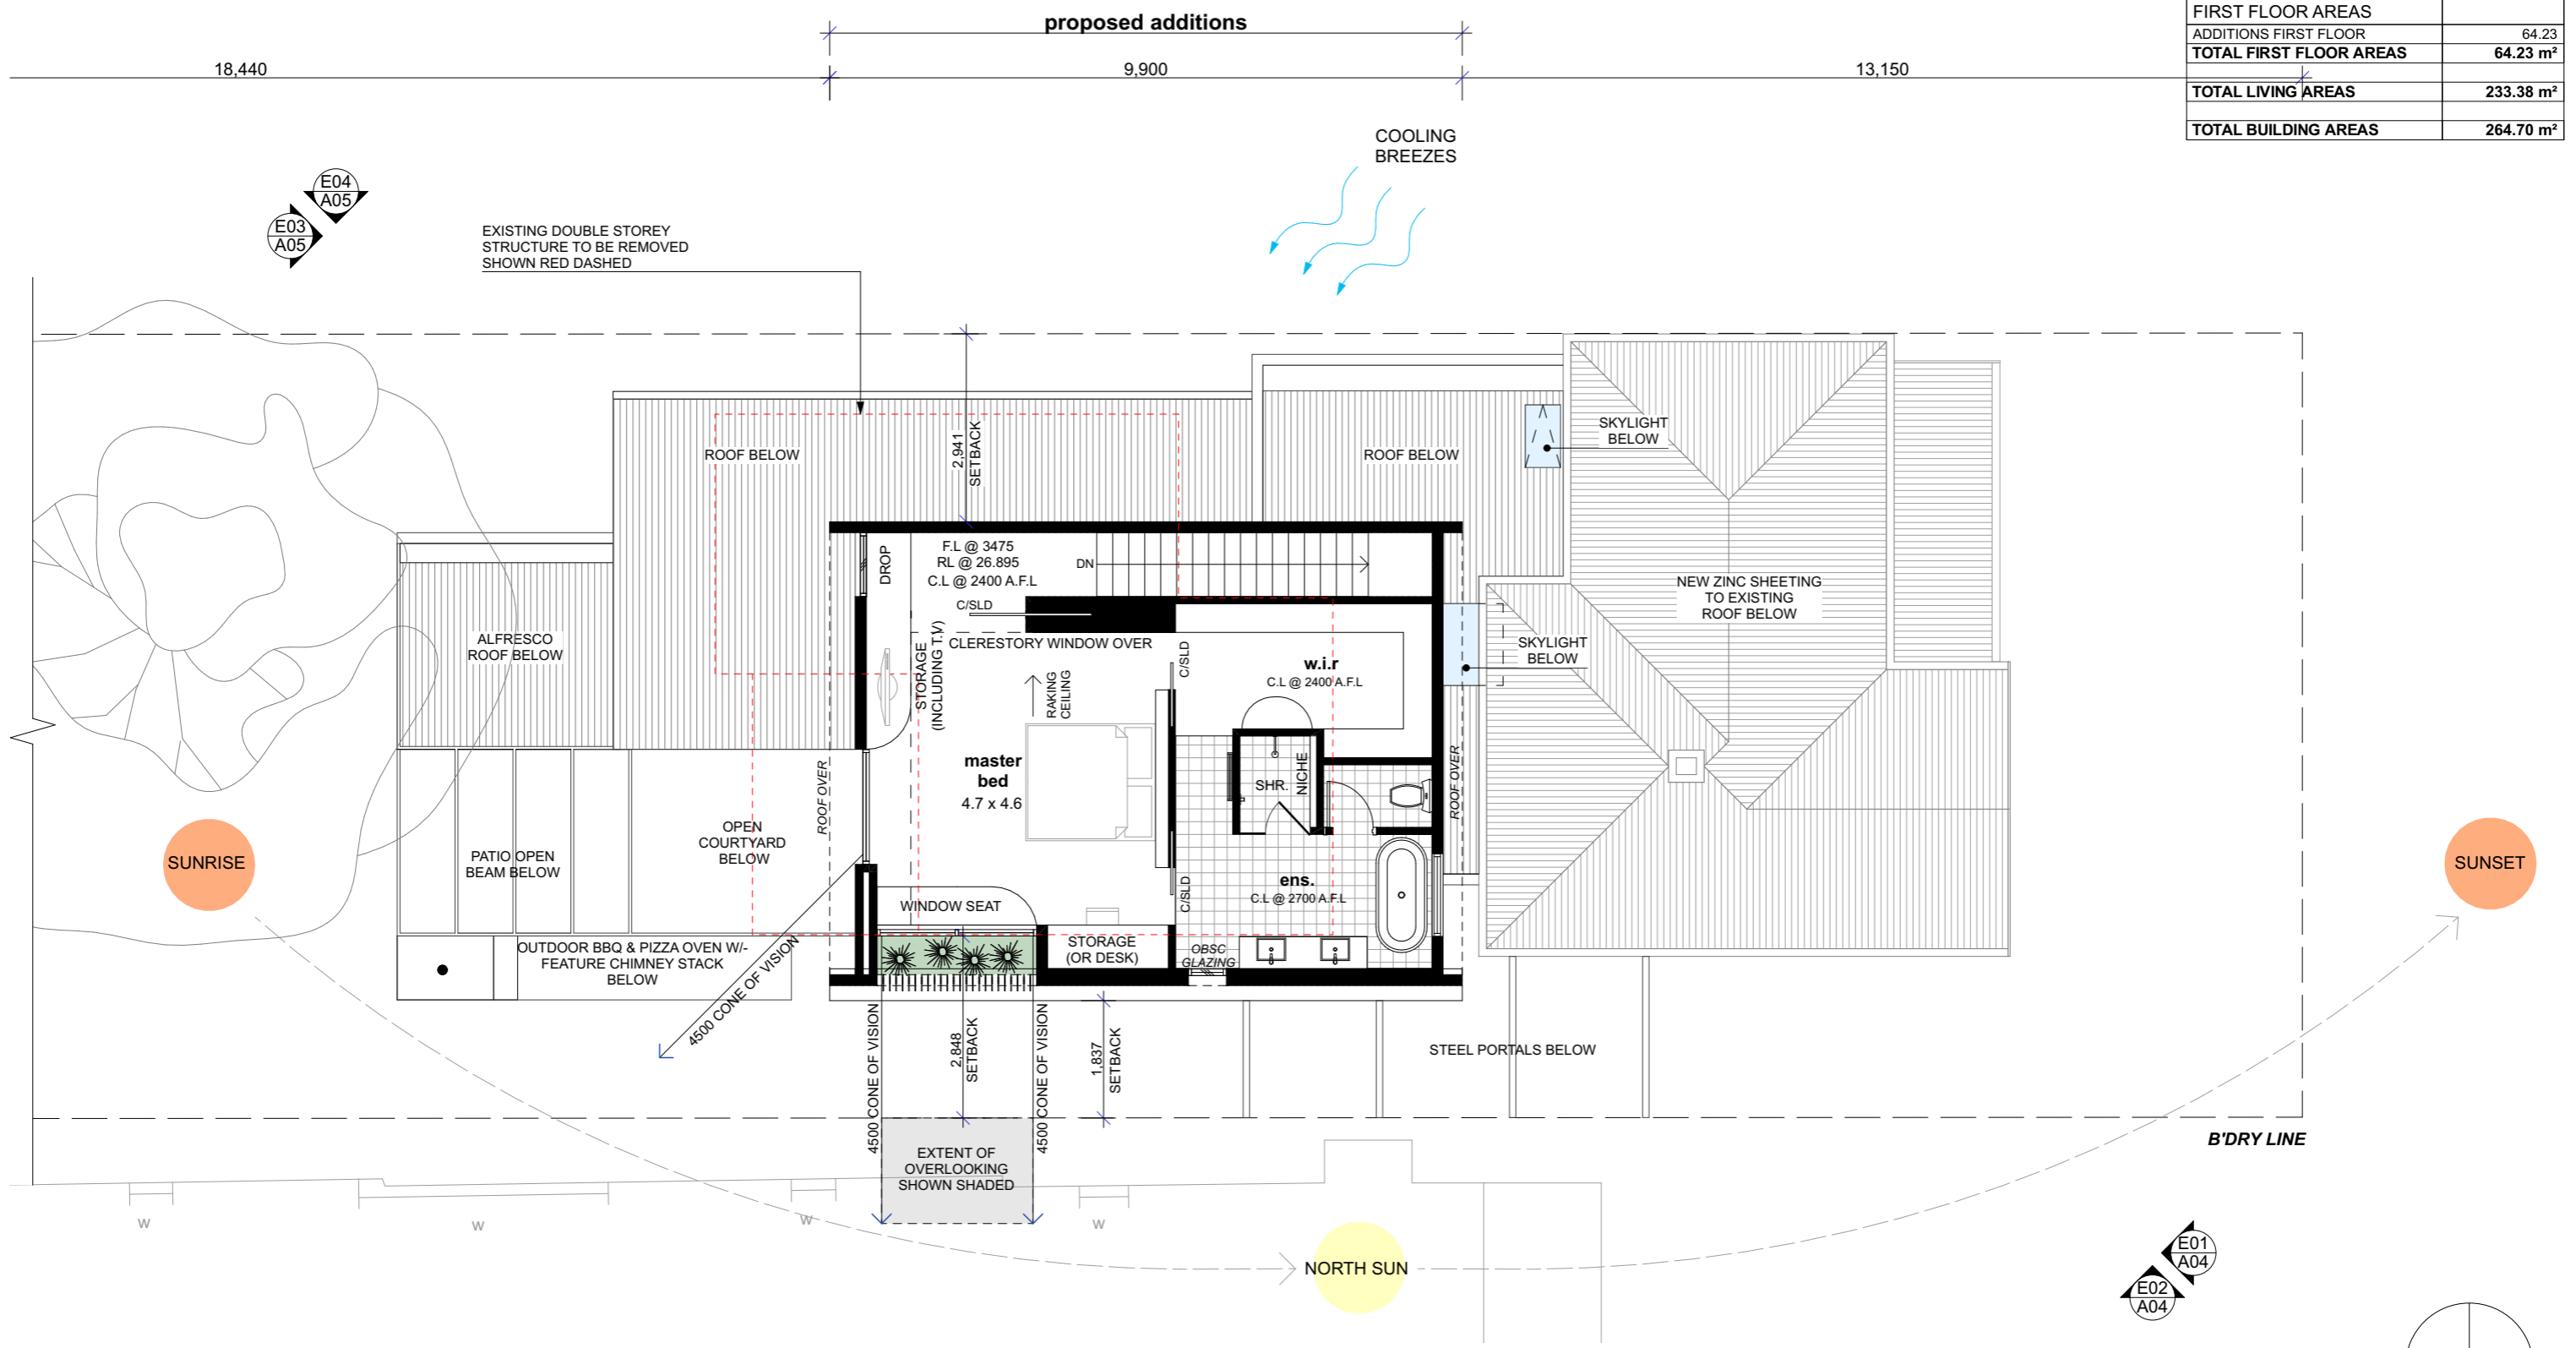 proposed additions
18,440
9,900
13,150
FIRST FLOOR AREAS
ADDITIONS FIRST FLOOR 64.23
TOTAL FIRST FLOOR AREAS 64.23 m²
TOTAL LIVING AREAS 233.38 m²
TOTAL BUILDING AREAS 264.70 m²
COOLING
BREEZES
E04
A05
E03
A05
EXISTING DOUBLE STOREY
STRUCTURE TO BE REMOVED
SHOWN RED DASHED
ROOF BELOW
2,941
SETBACK
ROOF BELOW
SKYLIGHT
BELOW
DROP
F.L @ 3475
RL @ 26.895
C.L @ 2400 A.F.L
DN
C/SLD
CLERESTORY WINDOW OVER
NEW ZINC SHEETING
TO EXISTING
ROOF BELOW
ALFRESCO
ROOF BELOW
STORAGE
(INCLUDING T.V)
RAKING
CEILING
C/SLD
w.i.r
C.L @ 2400 A.F.L
SKYLIGHT
BELOW
master
bed
4.7 x 4.6
SHR.
NICHE
ROOF OVER
ROOF OVER
OPEN
COURTYARD
BELOW
PATIO OPEN
BEAM BELOW
SUNRISE
SUNSET
ens.
C.L @ 2700 A.F.L
C/SLD
WINDOW SEAT
STORAGE
(OR DESK)
OBSC
GLAZING
OUTDOOR BBQ & PIZZA OVEN W/-
FEATURE CHIMNEY STACK
BELOW
4500 CONE OF VISION
4500 CONE OF VISION
2,848
SETBACK
4500 CONE OF VISION
1,837
SETBACK
STEEL PORTALS BELOW
B'DRY LINE
EXTENT OF
OVERLOOKING
SHOWN SHADED
W
W
W
W
NORTH SUN
E01
A04
E02
A04